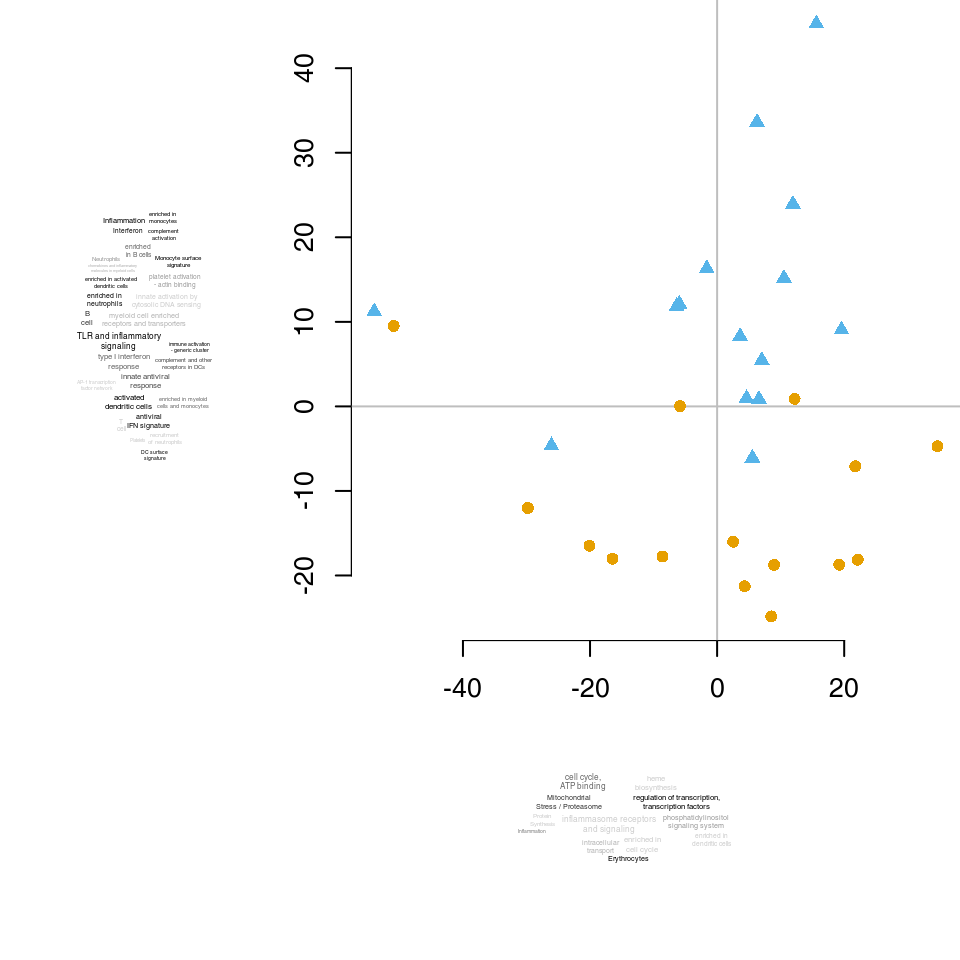 40
30
20
10
0
-10
-20
-40 -20 0 20
enriched in
Inflammation monocytes
Interferon complement
activation
enriched
in B cells
Neutrophils Monocyte surface
signature
enriched in activated platelet activation
dendritic cells - actin binding
enriched in innate activation by
neutrophils cytosolic DNA sensing
B myeloid cell enriched
cell receptors and transporters
TLR and inflammatory
signaling immune activation
- generic cluster
type I interferon complement and other
response receptors in DCs
innate antiviral
AP-1 transcription response
factor network
activated enriched in myeloid
dendritic cells cells and monocytes
antiviral
T IFN signature
cell
recruitment
Platelets of neutrophils
DC surface
signature
cell cycle, heme
ATP binding biosynthesis
Mitochondrial regulation of transcription,
Stress / Proteasome transcription factors
Protein inflammasome receptors phosphatidylinositol
Synthesis and signaling signaling system
Inflammation
intracellular enriched in enriched in
transport cell cycle dendritic cells
Erythrocytes